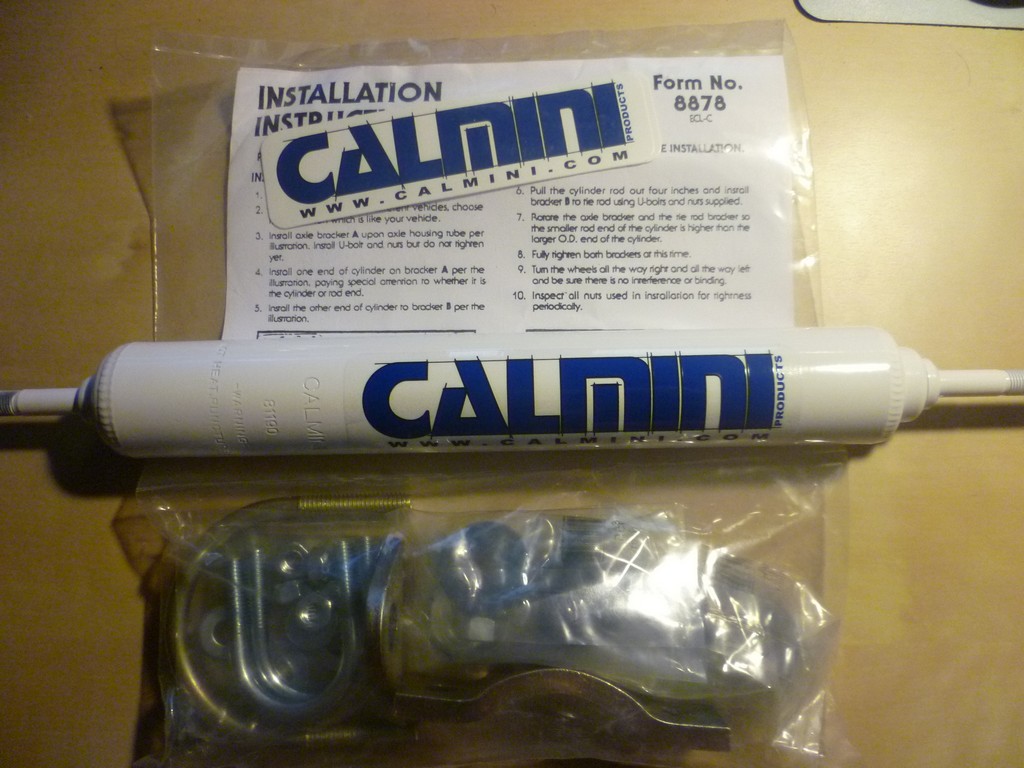 INSTALLATION
Form No.
8878
ECL-C
CALMINI
PRODUCTS
WWW.CALMINI.COM
E INSTALLATION.
1.
2.
vehicles, choose
which is like your vehicle.
3. Install axle bracket A upon axle housing tube per
illustration. Install U-bolt and nuts but do not tighten
yet.
4. Install one end of cylinder on bracket A per the
illustration, paying special attention to whether it is
the cylinder or rod end.
5. Install the other end of cylinder to bracket B per the
illustration.
6. Pull the cylinder rod out four inches and install
bracket B to tie rod using U-bolts and nuts supplied.
7. Rotate the axle bracket and the tie rod bracket so
the smaller rod end of the cylinder is higher than the
larger O.D. end of the cylinder.
8. Fully tighten both brackets at this time.
9. Turn the wheels all the way right and all the way left
and be sure there is no interference or binding.
10. Inspect all nuts used in installation for tightness
periodically.
CALMINI
PRODUCTS
WWW.CALMINI.COM
CALMINI
81190
-WARNING